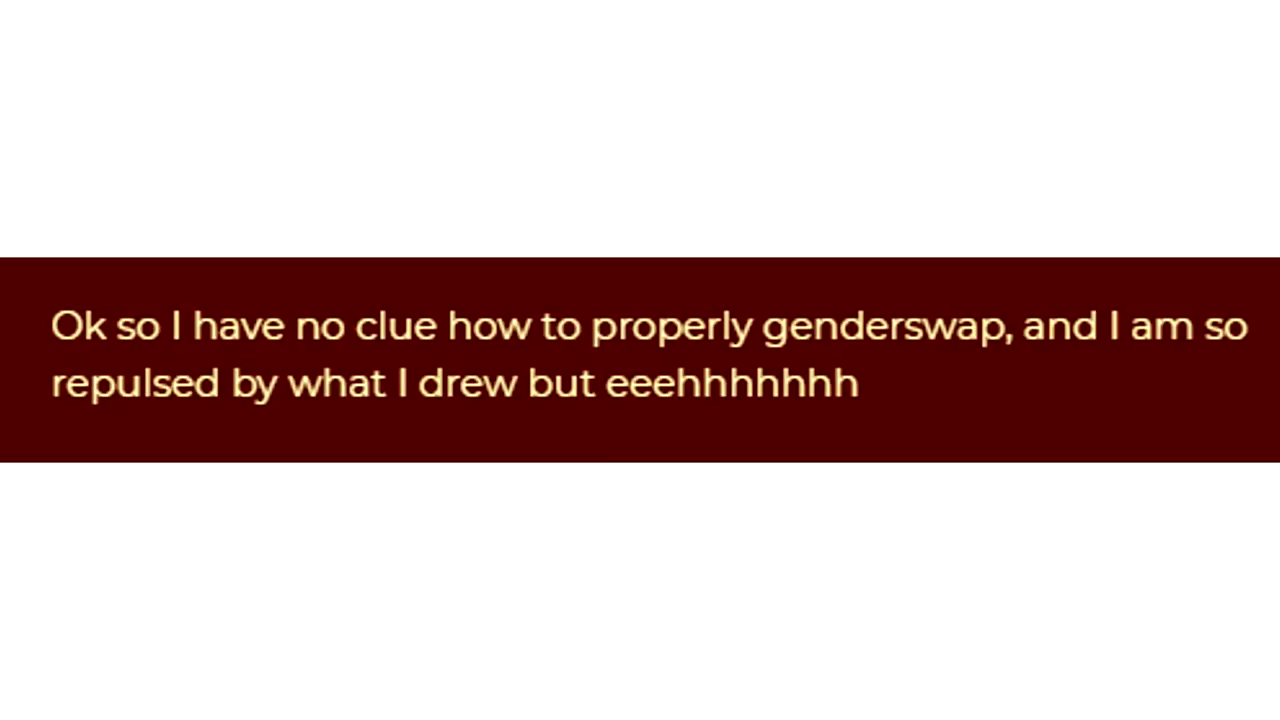 Ok so I have no clue how to properly genderswap, and I am so
repulsed by what I drew but eeehhhhhhh